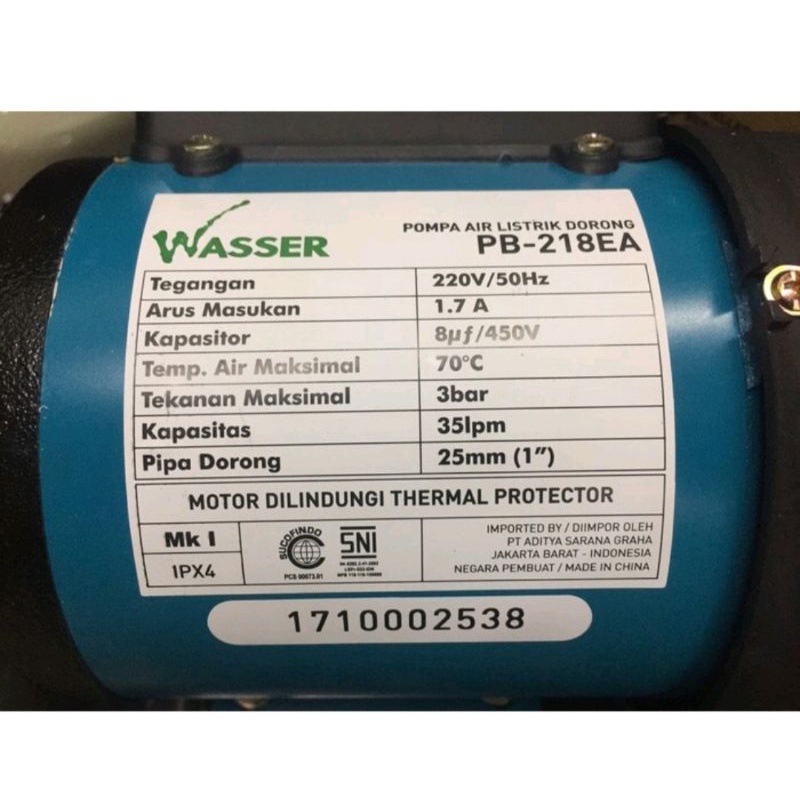 WASSER
POMPA AIR LISTRIK DORONG
PB-218EA
Tegangan 220V/50Hz
Arus Masukan 1.7 A
Kapasitor 8µf/450V
Temp. Air Maksimal 70°C
Tekanan Maksimal 3bar
Kapasitas 35lpm
Pipa Dorong 25mm (1")
MOTOR DILINDUNGI THERMAL PROTECTOR
Mk I
IPX4
SUCOFINDO
SNI
IMPORTED BY / DIIMPOR OLEH
PT ADITYA SARANA GRAHA
JAKARTA BARAT - INDONESIA
NEGARA PEMBUAT / MADE IN CHINA
1710002538